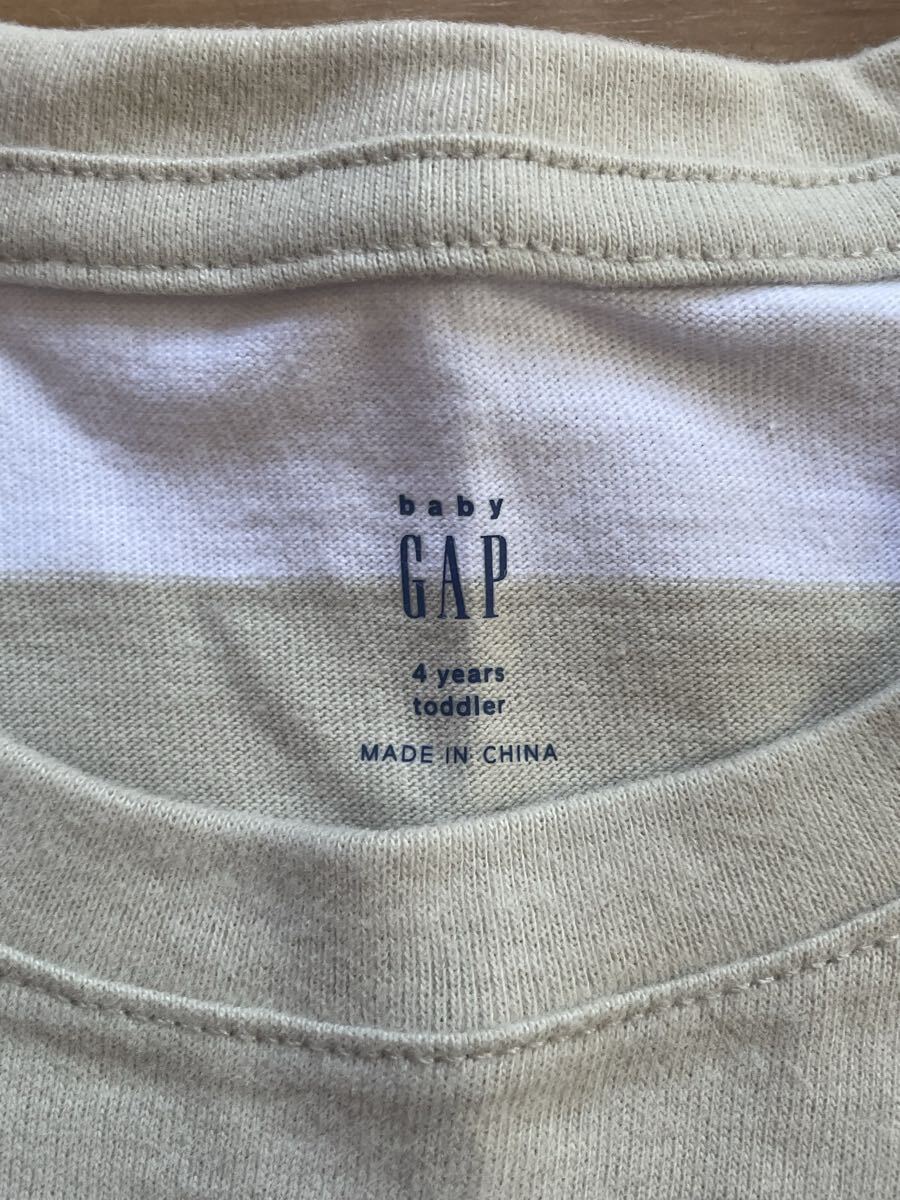 baby
GAP
4 years
toddler
MADE IN CHINA